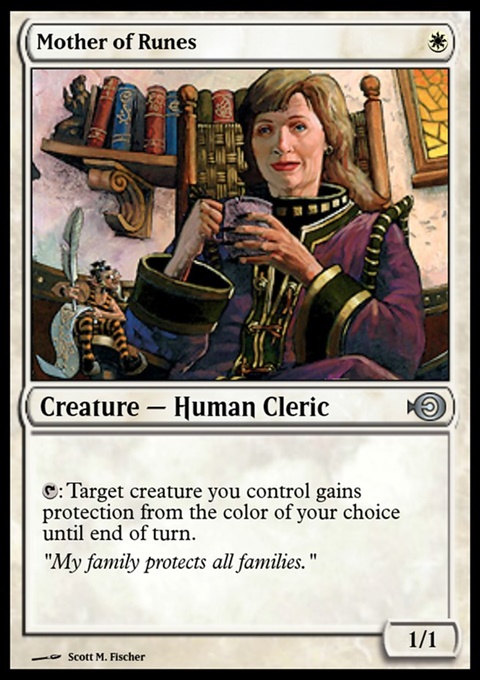 Mother of Runes
Creature — Human Cleric
: Target creature you control gains
protection from the color of your choice
until end of turn.
"My family protects all families."
1/1
Scott M. Fischer